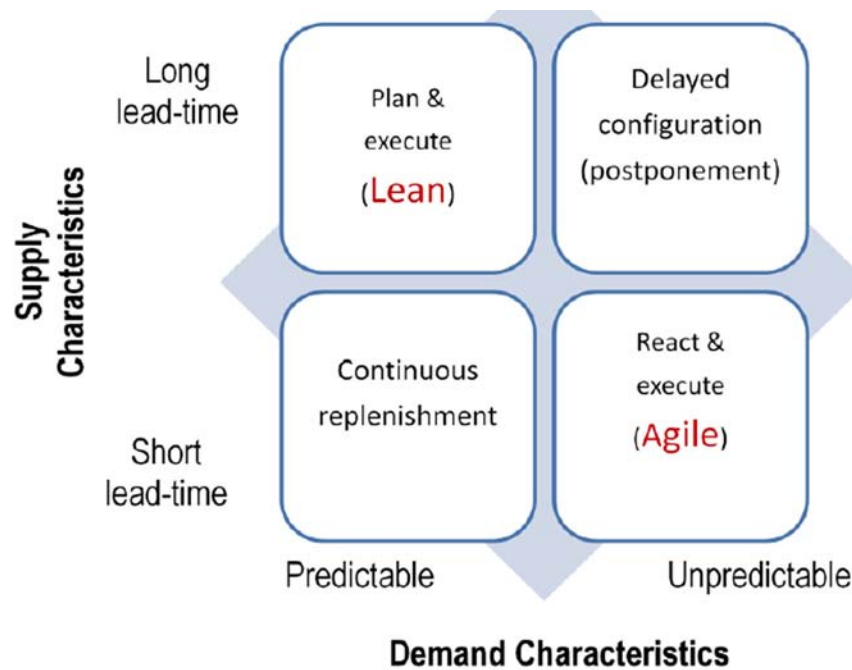 Long
lead-time
Plan &
execute
(Lean)
Delayed
configuration
(postponement)
Supply
Characteristics
Continuous
replenishment
React &
execute
(Agile)
Short
lead-time
Predictable
Unpredictable
Demand Characteristics